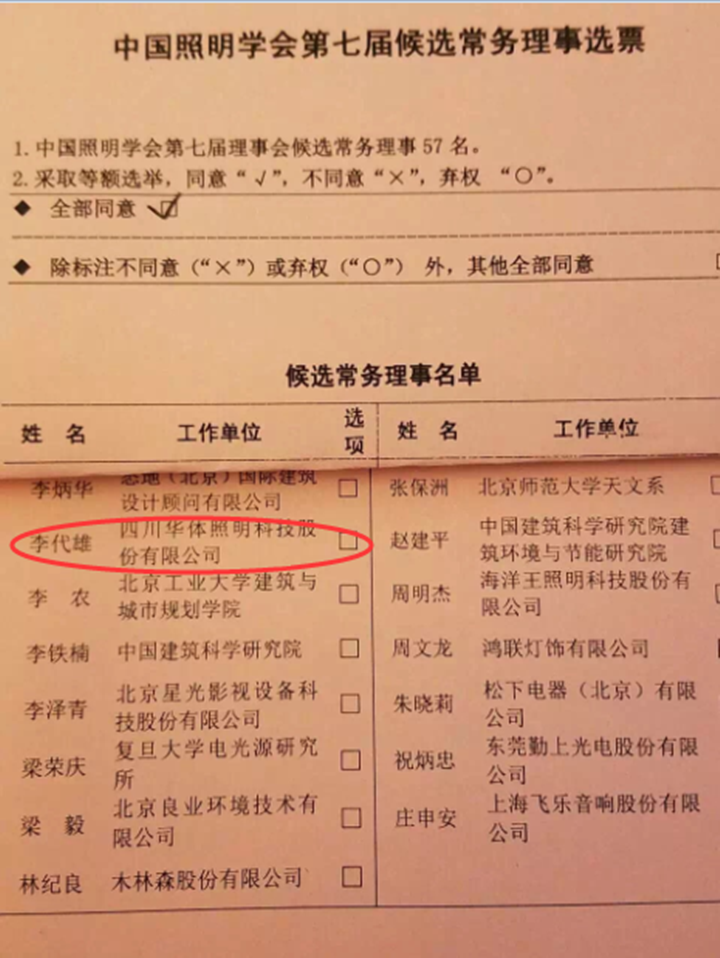 中国照明学会第七届候选常务理事选票
1.中国照明学会第七届理事会候选常务理事57名。
2.采取等额选举，同意“√”，不同意“×”，弃权 “○”。
◆ 全部同意 ☑
◆ 除标注不同意（“×”）或弃权（“○”） 外，其他全部同意 □
候选常务理事名单
姓 名 工作单位 选项 姓 名 工作单位
李炳华 悉地（北京）国际建筑 □ 张保洲 北京师范大学天文系 □
设计顾问有限公司
李代雄 四川华体照明科技股 □ 赵建平 中国建筑科学研究院建 □
份有限公司 筑环境与节能研究院
李 农 北京工业大学建筑与 □ 周明杰 海洋王照明科技股份有 □
城市规划学院 限公司
李铁楠 中国建筑科学研究院 □ 周文龙 鸿联灯饰有限公司
李泽青 北京星光影视设备科 □ 朱晓莉 松下电器（北京）有限
技股份有限公司 公司
梁荣庆 复旦大学电光源研究 □ 祝炳忠 东莞勤上光电股份有限
所 公司
梁 毅 北京良业环境技术有 □ 庄申安 上海飞乐音响股份有限
限公司 公司
林纪良 木林森股份有限公司 □